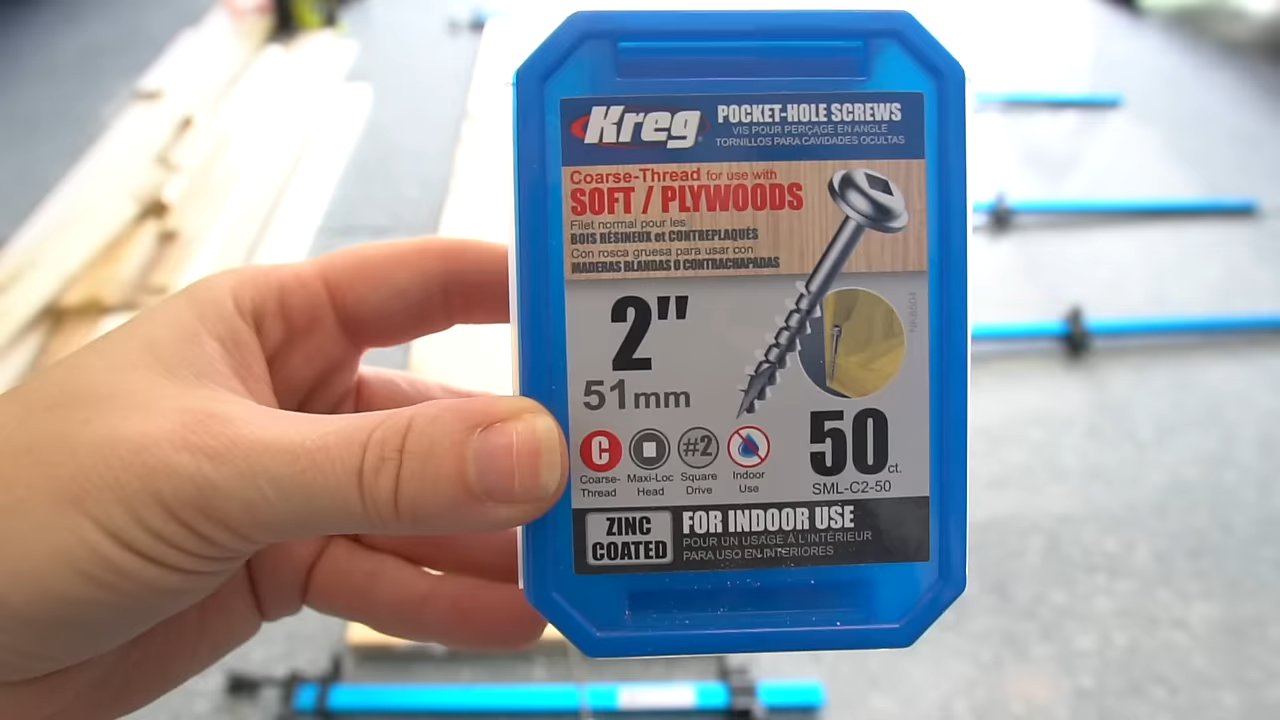 Kreg
POCKET-HOLE SCREWS
VIS POUR PERÇAGE EN ANGLE
TORNILLOS PARA CAVIDADES OCULTAS
Coarse-Thread for use with
SOFT / PLYWOODS
Filet normal pour les
BOIS RÉSINEUX et CONTREPLAQUÉS
Con rosca gruesa para usar con
MADERAS BLANDAS O CONTRACHAPADAS
2"
51mm
C
Coarse-
Thread
Maxi-Loc
Head
#2
Square
Drive
Indoor
Use
50 ct.
SML-C2-50
ZINC
COATED
FOR INDOOR USE
POUR UN USAGE À L'INTÉRIEUR
PARA USO EN INTERIORES